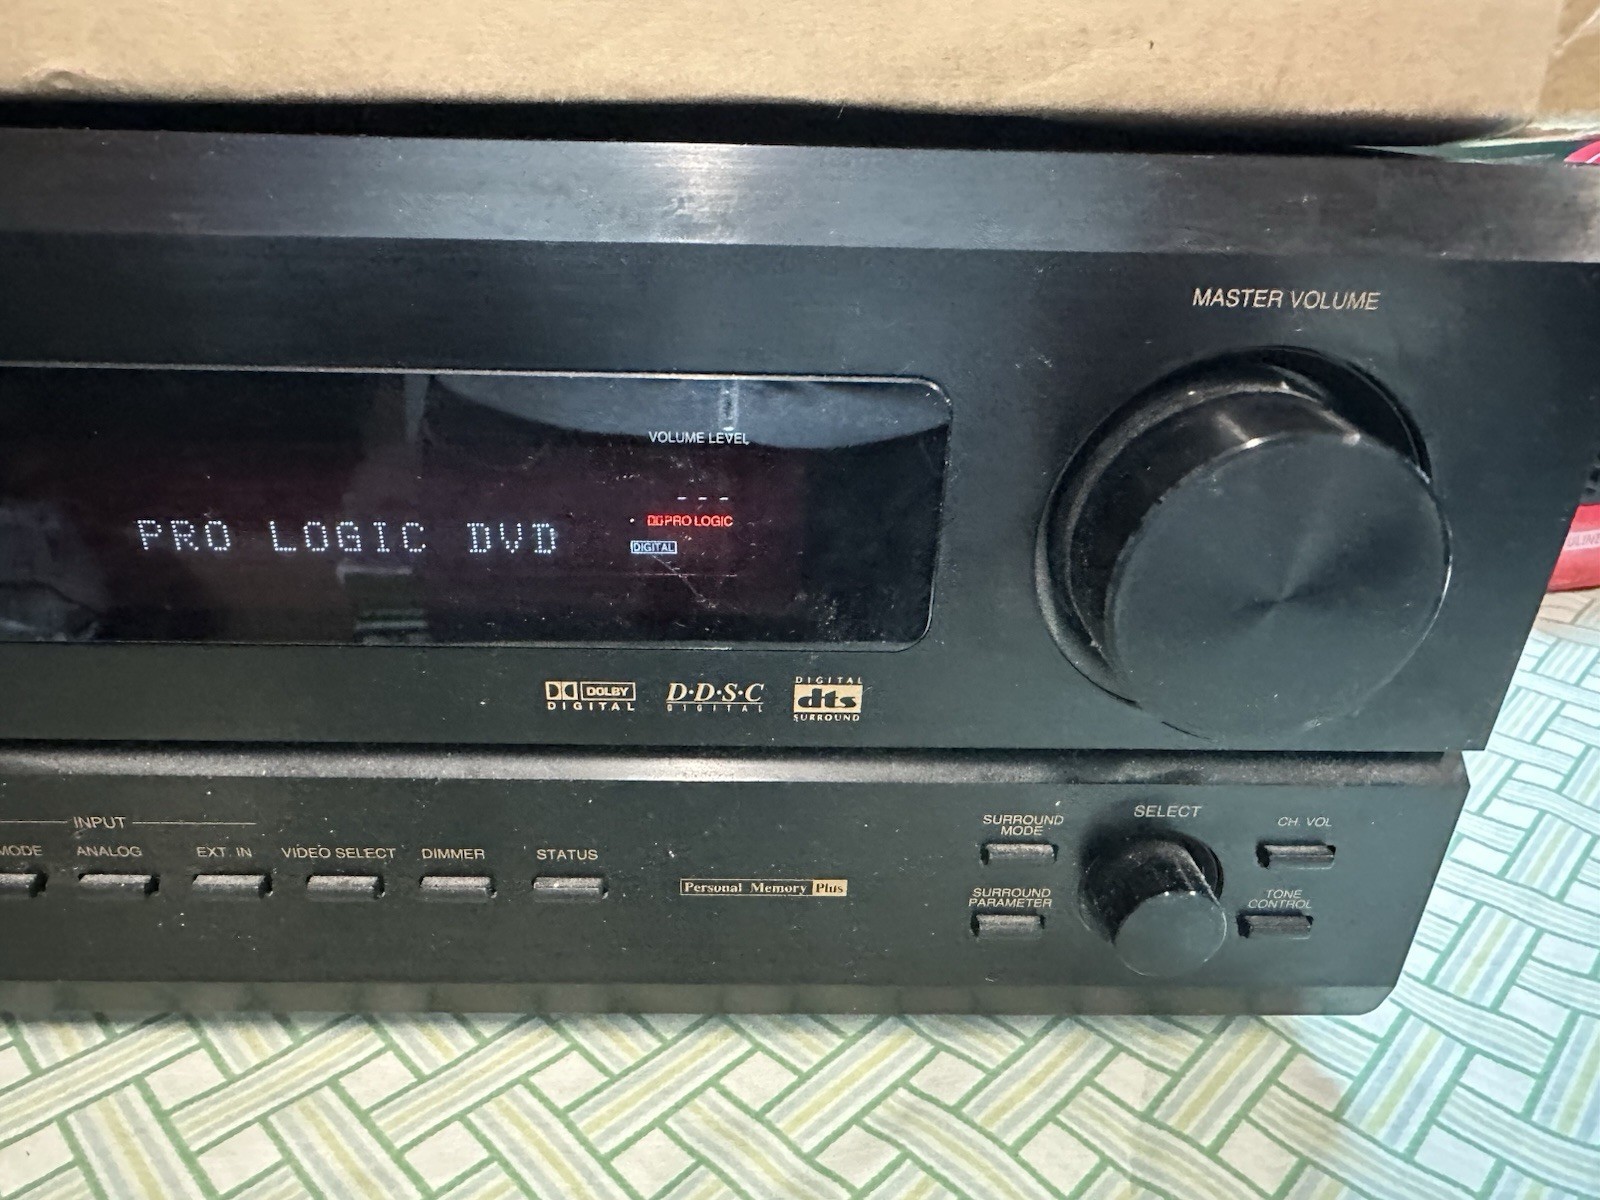 MASTER VOLUME
VOLUME LEVEL
- - -
PRO LOGIC DVD
PRO LOGIC
DIGITAL
DOLBY
DIGITAL
D·D·S·C
DIGITAL
DIGITAL
dts
SURROUND
INPUT
MODE
ANALOG
EXT. IN
VIDEO SELECT
DIMMER
STATUS
Personal Memory Plus
SURROUND
MODE
SELECT
CH. VOL
SURROUND
PARAMETER
TONE
CONTROL